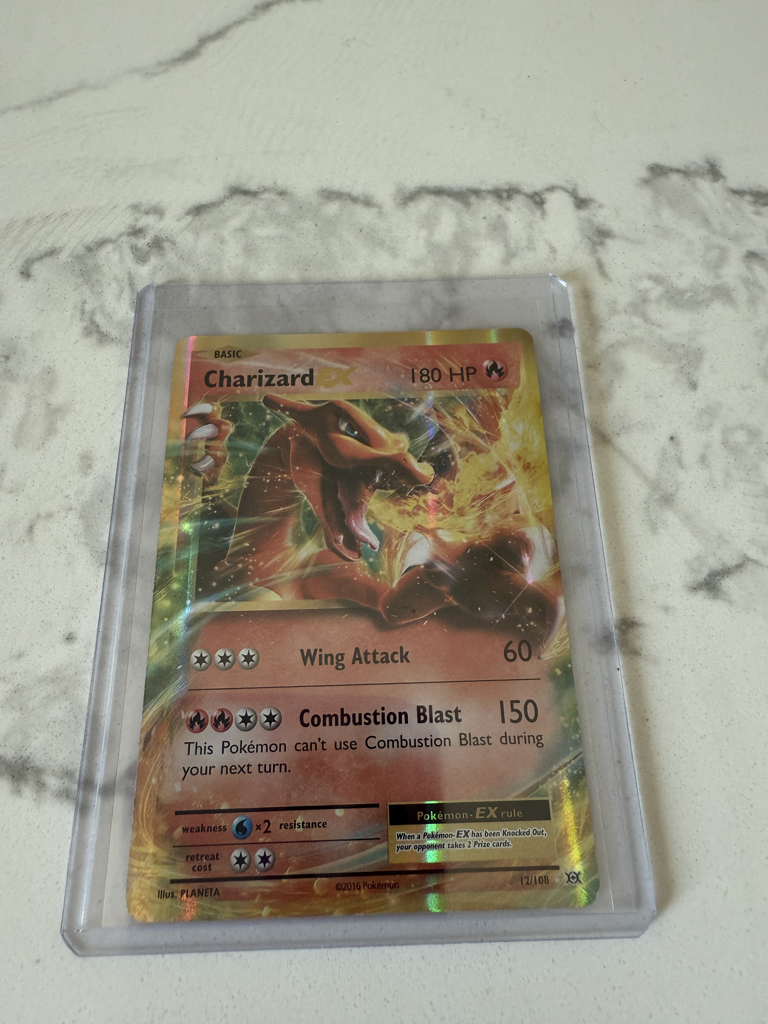 BASIC
Charizard EX 180 HP
Wing Attack 60
Combustion Blast 150
This Pokémon can't use Combustion Blast during
your next turn.
weakness ×2 resistance
retreat
cost
Pokémon-EX rule
When a Pokémon-EX has been Knocked Out,
your opponent takes 2 Prize cards.
Illus. PLANETA
©2016 Pokémon
12/108